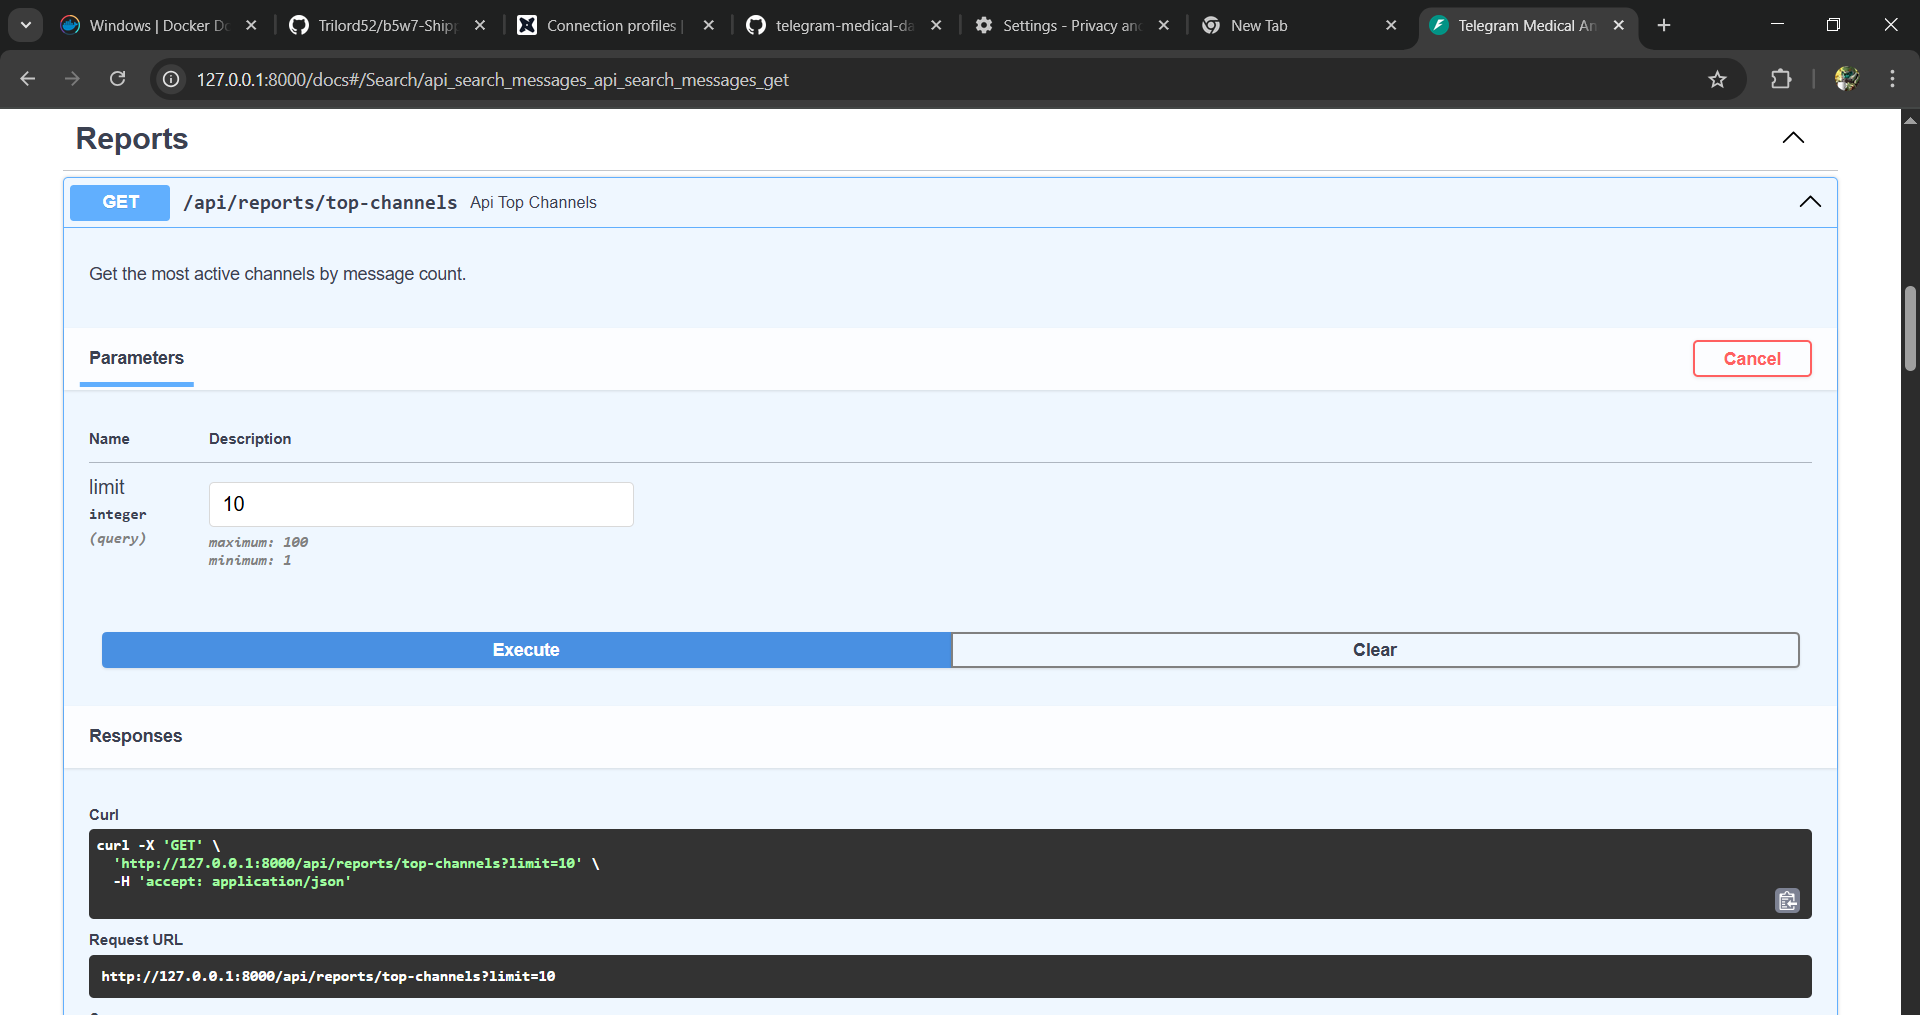 Windows | Docker Do
Trilord52/b5w7-Shipp
Connection profiles |
telegram-medical-da
Settings - Privacy and
New Tab
Telegram Medical An
127.0.0.1:8000/docs#/Search/api_search_messages_api_search_messages_get
Reports
GET /api/reports/top-channels Api Top Channels
Get the most active channels by message count.
Parameters
Cancel
Name Description
limit
10
integer
(query)
maximum: 100
minimum: 1
Execute
Clear
Responses
Curl
curl -X 'GET' \
'http://127.0.0.1:8000/api/reports/top-channels?limit=10' \
-H 'accept: application/json'
Request URL
http://127.0.0.1:8000/api/reports/top-channels?limit=10